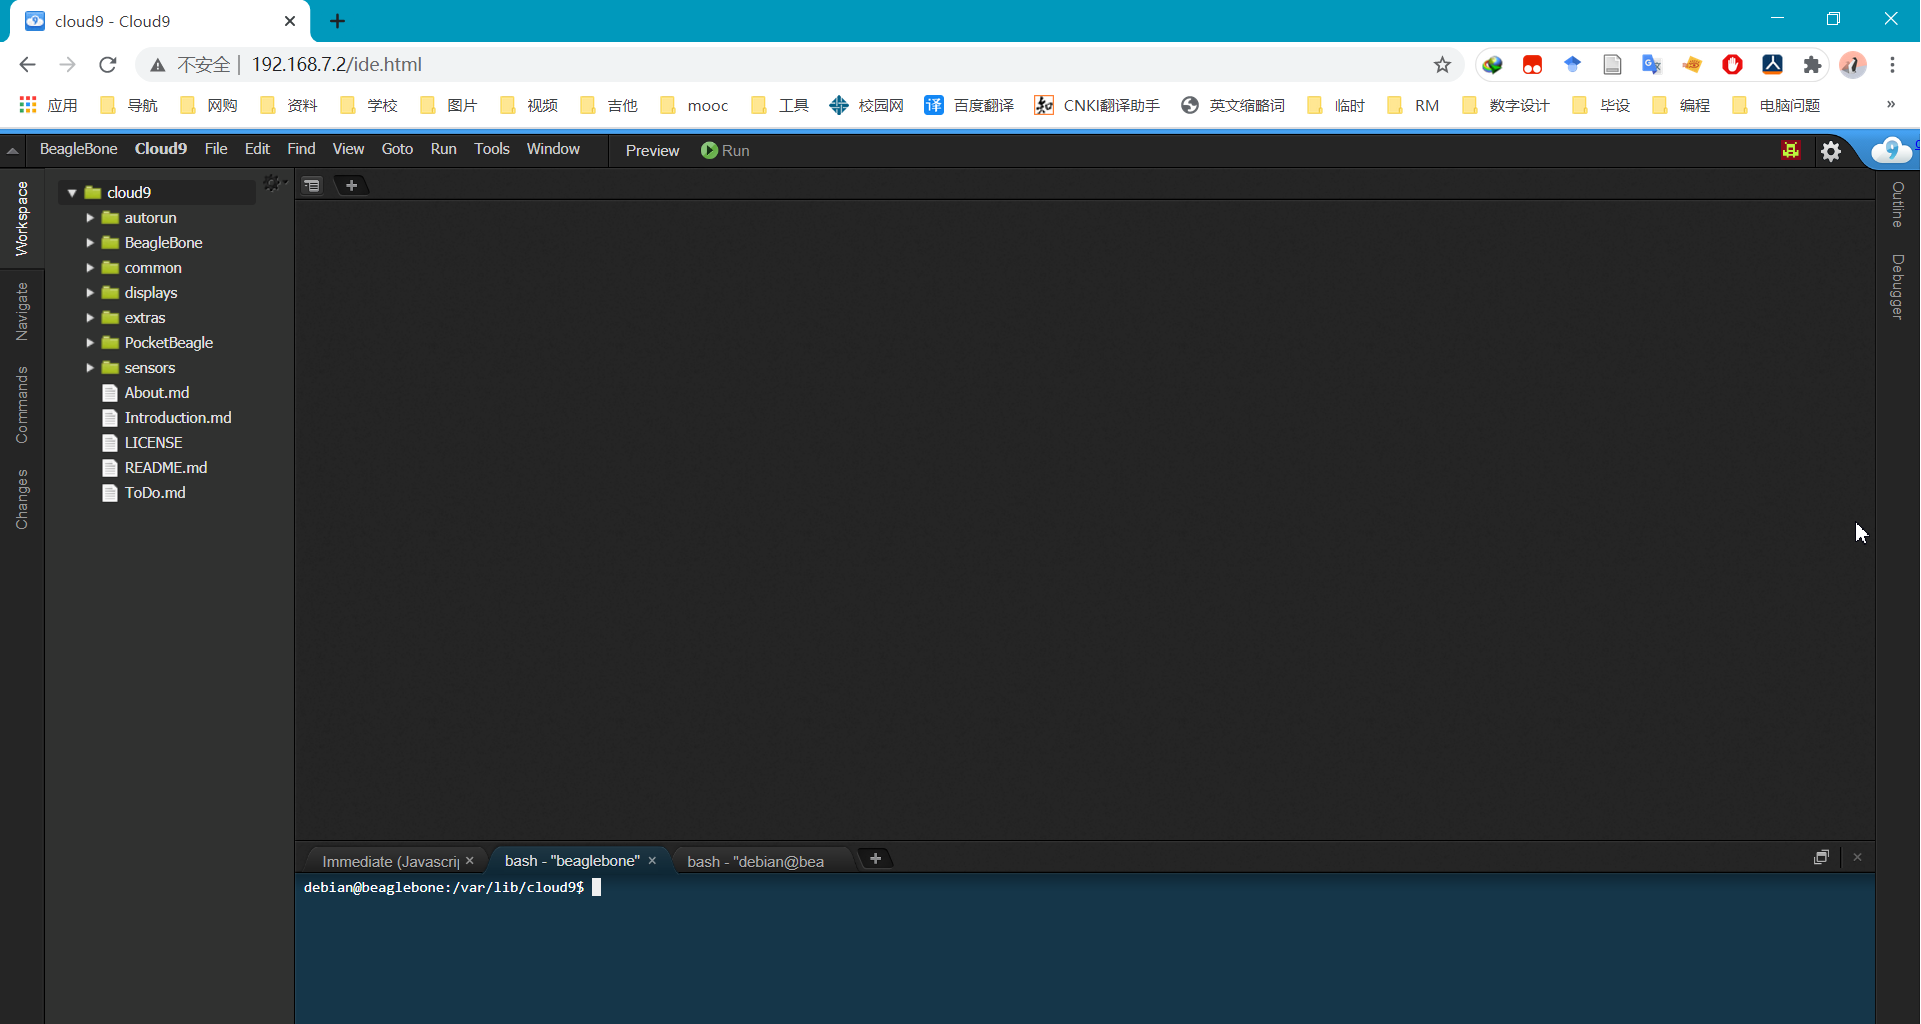 cloud9 - Cloud9
不安全 | 192.168.7.2/ide.html
应用 导航 网购 资料 学校 图片 视频 吉他 mooc 工具 校园网 译 百度翻译 知 CNKI翻译助手 英文缩略词 临时 RM 数字设计 毕设 编程 电脑问题 »
BeagleBone Cloud9 File Edit Find View Goto Run Tools Window Preview Run
Workspace
Navigate
Commands
Changes
cloud9
autorun
BeagleBone
common
displays
extras
PocketBeagle
sensors
About.md
Introduction.md
LICENSE
README.md
ToDo.md
Outline
Debugger
Immediate (Javascrip bash - "beaglebone" bash - "debian@bea
debian@beaglebone:/var/lib/cloud9$